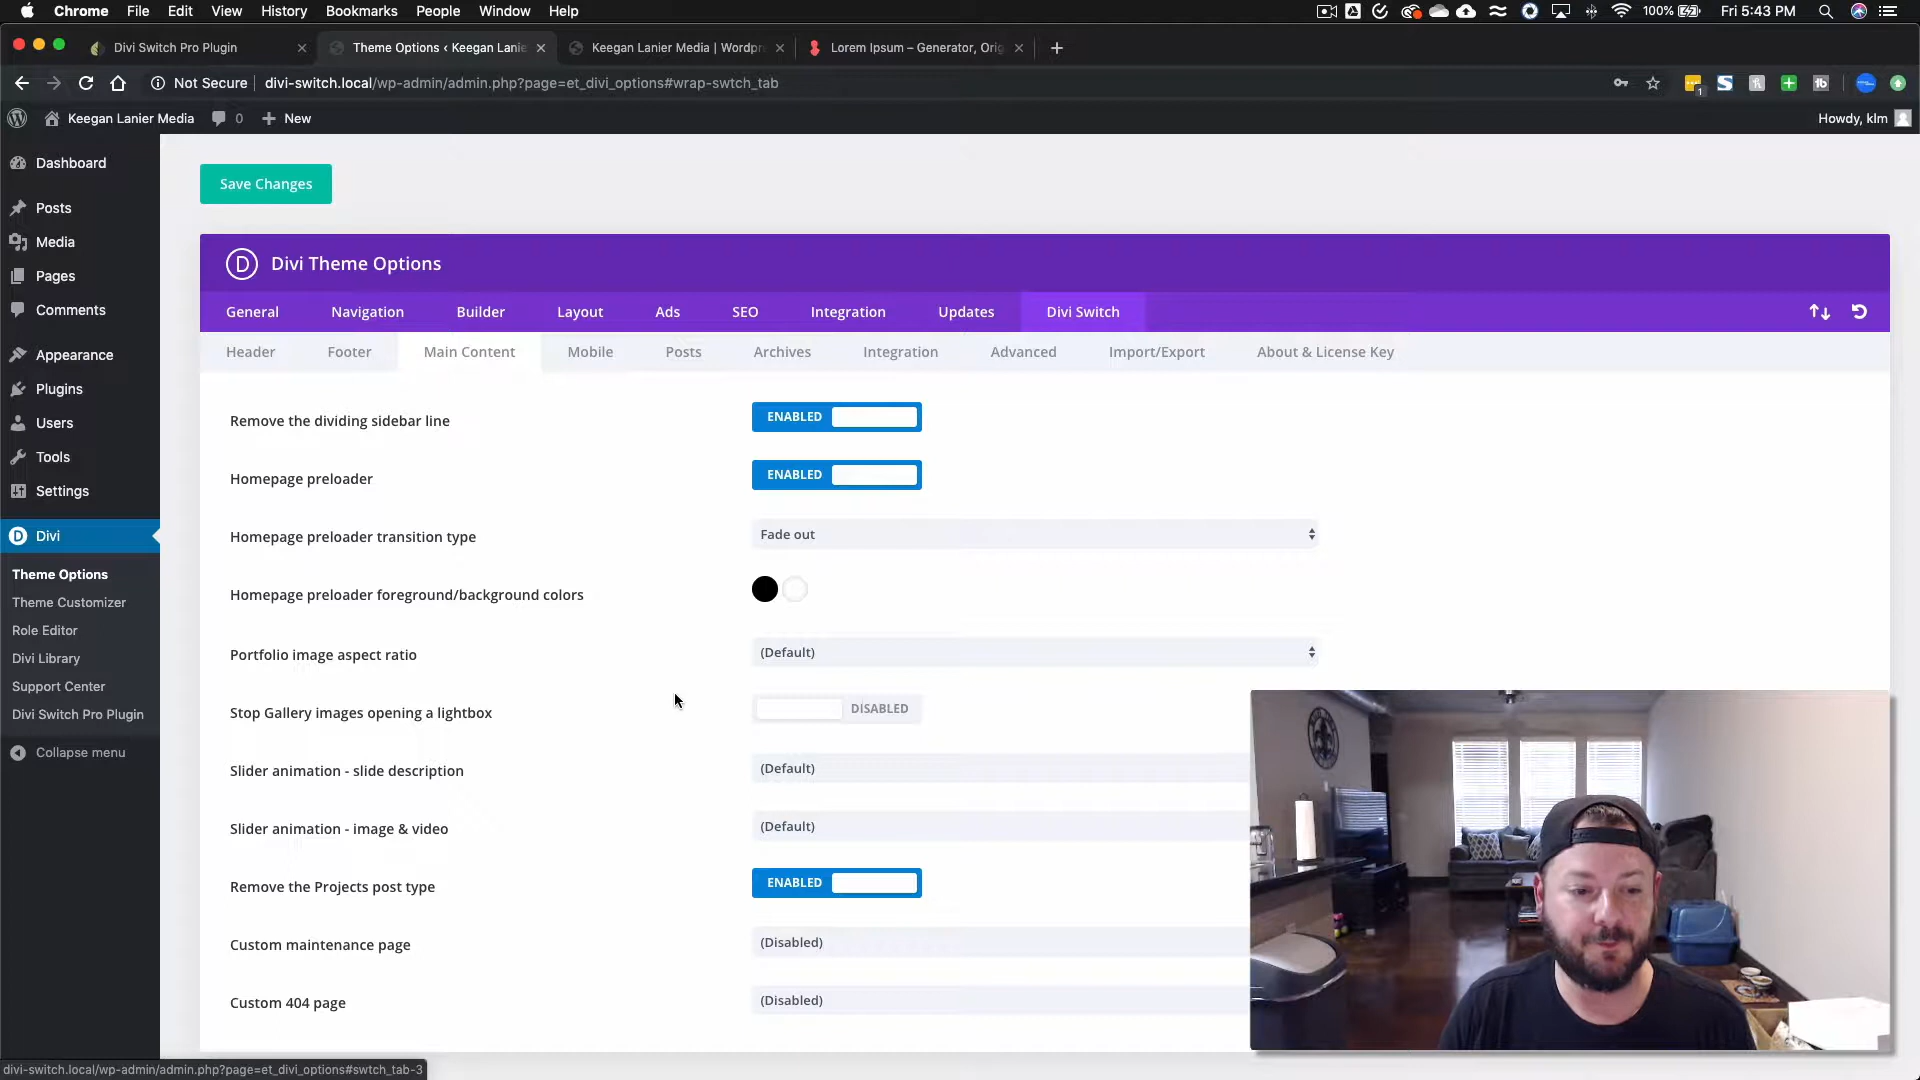 Chrome File Edit View History Bookmarks People Window Help 100% Fri 5:43 PM
Divi Switch Pro Plugin Theme Options ‹ Keegan Lanie Keegan Lanier Media | Wordpr Lorem Ipsum – Generator, Orig
Not Secure divi-switch.local/wp-admin/admin.php?page=et_divi_options#wrap-swtch_tab 1
Keegan Lanier Media 0 New Howdy, klm
Dashboard
Posts
Media
Pages
Comments
Appearance
Plugins
Users
Tools
Settings
Divi
Theme Options
Theme Customizer
Role Editor
Divi Library
Support Center
Divi Switch Pro Plugin
Collapse menu
Save Changes
D Divi Theme Options
General Navigation Builder Layout Ads SEO Integration Updates Divi Switch
Header Footer Main Content Mobile Posts Archives Integration Advanced Import/Export About & License Key
Remove the dividing sidebar line ENABLED
Homepage preloader ENABLED
Homepage preloader transition type Fade out
Homepage preloader foreground/background colors
Portfolio image aspect ratio (Default)
Stop Gallery images opening a lightbox DISABLED
Slider animation - slide description (Default)
Slider animation - image & video (Default)
Remove the Projects post type ENABLED
Custom maintenance page (Disabled)
Custom 404 page (Disabled)
divi-switch.local/wp-admin/admin.php?page=et_divi_options#swtch_tab-3